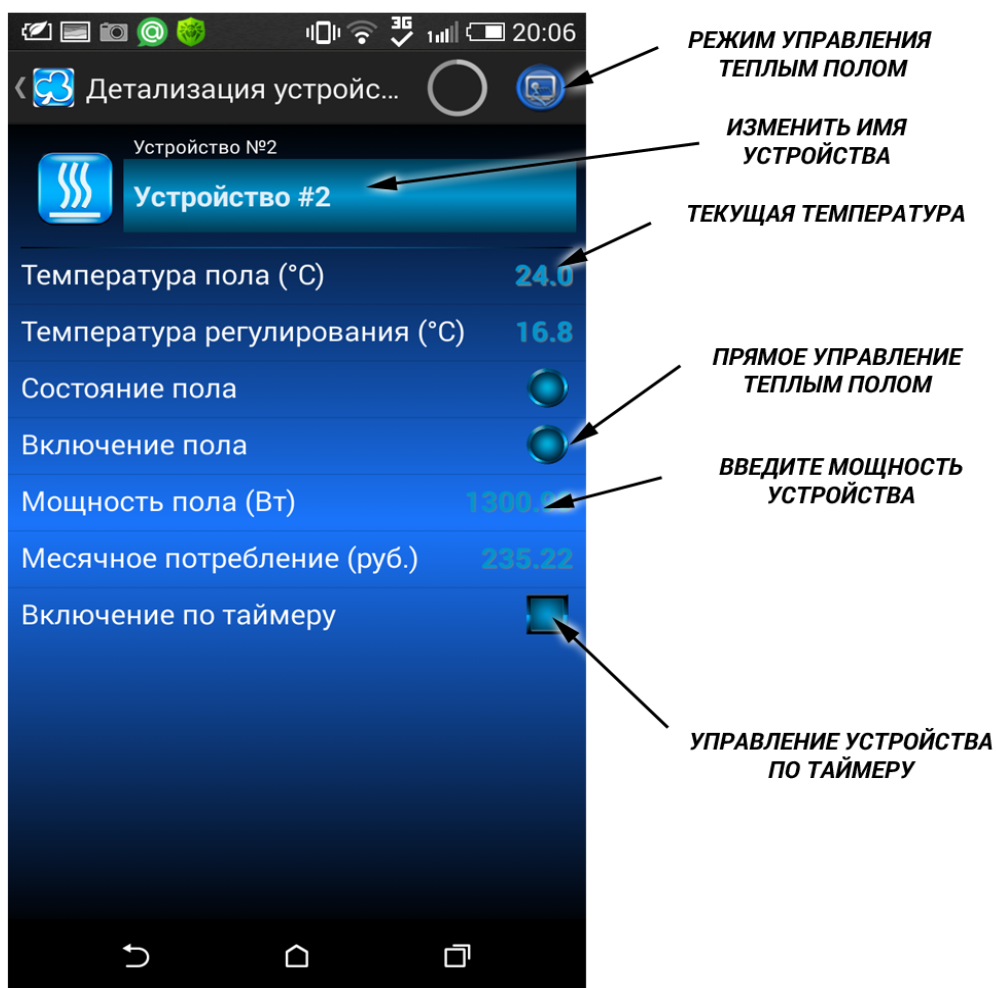 3G
20:06
Детализация устройс...
Устройство №2
Устройство #2
Температура пола (°C)
24.0
Температура регулирования (°C)
16.8
Состояние пола
Включение пола
Мощность пола (Вт)
Месячное потребление (руб.)
235.22
Включение по таймеру
РЕЖИМ УПРАВЛЕНИЯ
ТЕПЛЫМ ПОЛОМ
ИЗМЕНИТЬ ИМЯ
УСТРОЙСТВА
ТЕКУЩАЯ ТЕМПЕРАТУРА
ПРЯМОЕ УПРАВЛЕНИЕ
ТЕПЛЫМ ПОЛОМ
ВВЕДИТЕ МОЩНОСТЬ
УСТРОЙСТВА
УПРАВЛЕНИЕ УСТРОЙСТВА
ПО ТАЙМЕРУ